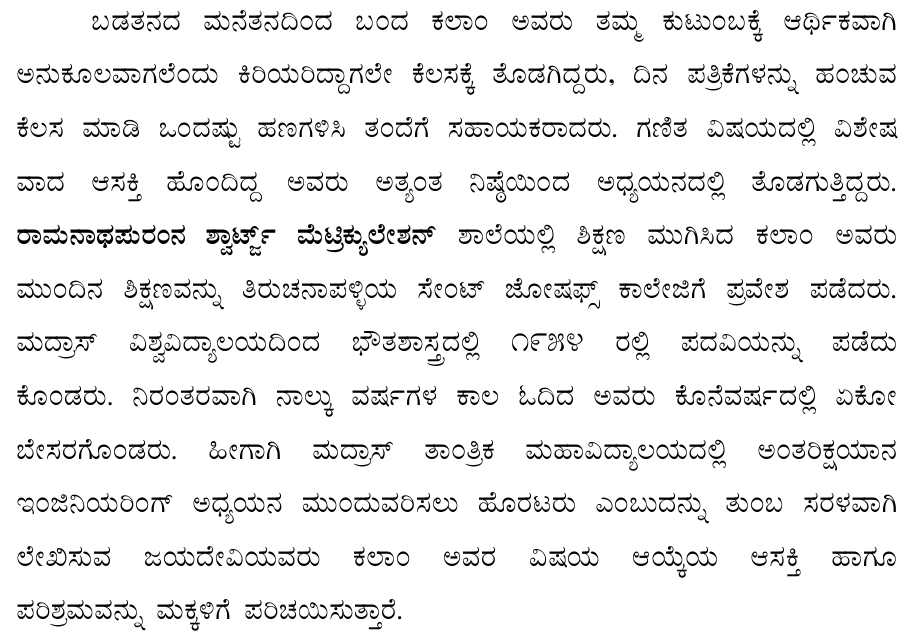 ಬಡತನದ ಮನೆತನದಿಂದ ಬಂದ ಕಲಾಂ ಅವರು ತಮ್ಮ ಕುಟುಂಬಕ್ಕೆ ಆರ್ಥಿಕವಾಗಿ
ಅನುಕೂಲವಾಗಲೆಂದು ಕಿರಿಯರಿದ್ದಾಗಲೇ ಕೆಲಸಕ್ಕೆ ತೊಡಗಿದ್ದರು, ದಿನ ಪತ್ರಿಕೆಗಳನ್ನು ಹಂಚುವ
ಕೆಲಸ ಮಾಡಿ ಒಂದಷ್ಟು ಹಣಗಳಿಸಿ ತಂದೆಗೆ ಸಹಾಯಕರಾದರು. ಗಣಿತ ವಿಷಯದಲ್ಲಿ ವಿಶೇಷ
ವಾದ ಆಸಕ್ತಿ ಹೊಂದಿದ್ದ ಅವರು ಅತ್ಯಂತ ನಿಷ್ಠೆಯಿಂದ ಅಧ್ಯಯನದಲ್ಲಿ ತೊಡಗುತ್ತಿದ್ದರು.
ರಾಮನಾಥಪುರಂನ ಶ್ವಾರ್ಟ್ಜ್ ಮೆಟ್ರಿಕ್ಯುಲೇಶನ್ ಶಾಲೆಯಲ್ಲಿ ಶಿಕ್ಷಣ ಮುಗಿಸಿದ ಕಲಾಂ ಅವರು
ಮುಂದಿನ ಶಿಕ್ಷಣವನ್ನು ತಿರುಚನಾಪಳ್ಳಿಯ ಸೇಂಟ್ ಜೋಷಫ್ಸ್ ಕಾಲೇಜಿಗೆ ಪ್ರವೇಶ ಪಡೆದರು.
ಮದ್ರಾಸ್ ವಿಶ್ವವಿದ್ಯಾಲಯದಿಂದ ಭೌತಶಾಸ್ತ್ರದಲ್ಲಿ ೧೯೫೪ ರಲ್ಲಿ ಪದವಿಯನ್ನು ಪಡೆದು
ಕೊಂಡರು. ನಿರಂತರವಾಗಿ ನಾಲ್ಕು ವರ್ಷಗಳ ಕಾಲ ಓದಿದ ಅವರು ಕೊನೆವರ್ಷದಲ್ಲಿ ಏಕೋ
ಬೇಸರಗೊಂಡರು. ಹೀಗಾಗಿ ಮದ್ರಾಸ್ ತಾಂತ್ರಿಕ ಮಹಾವಿದ್ಯಾಲಯದಲ್ಲಿ ಅಂತರಿಕ್ಷಯಾನ
ಇಂಜಿನಿಯರಿಂಗ್ ಅಧ್ಯಯನ ಮುಂದುವರಿಸಲು ಹೊರಟರು ಎಂಬುದನ್ನು ತುಂಬ ಸರಳವಾಗಿ
ಲೇಖಿಸುವ ಜಯದೇವಿಯವರು ಕಲಾಂ ಅವರ ವಿಷಯ ಆಯ್ಕೆಯ ಆಸಕ್ತಿ ಹಾಗೂ
ಪರಿಶ್ರಮವನ್ನು ಮಕ್ಕಳಿಗೆ ಪರಿಚಯಿಸುತ್ತಾರೆ.